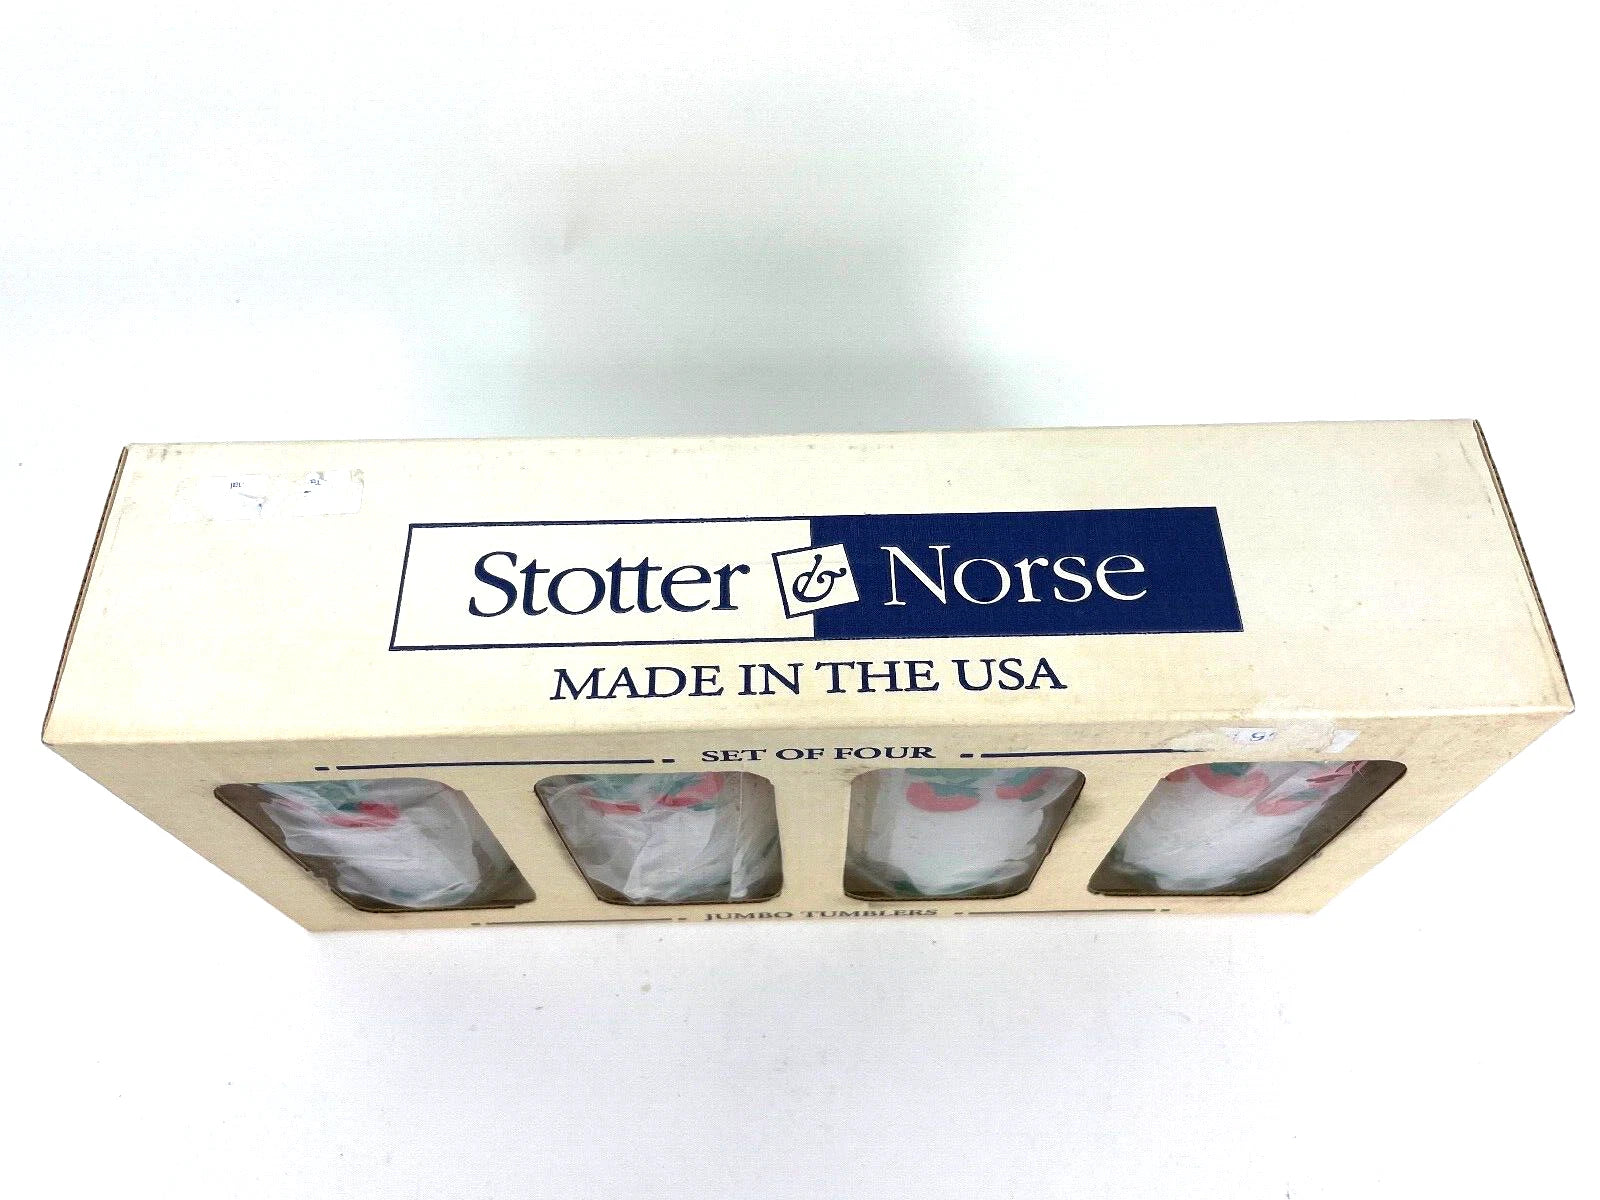 Stotter & Norse
MADE IN THE USA
SET OF FOUR
JUMBO TUMBLERS